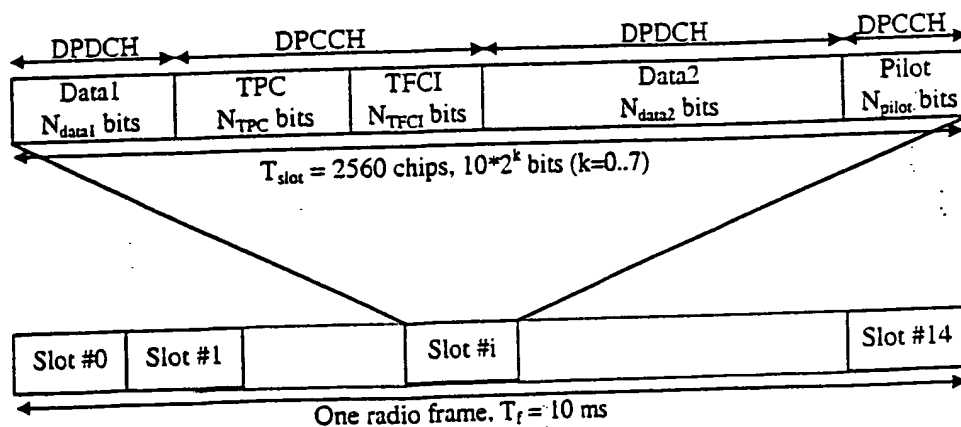 DPDCH DPCCH DPDCH DPCCH
Data1 TPC TFCI Data2 Pilot
N_data1 bits N_TPC bits N_TFCI bits N_data2 bits N_pilot. bits
T_slot = 2560 chips, 10*2^k bits (k=0..7)
Slot #0 Slot #1 Slot #i Slot #14
One radio frame, T_f = 10 ms